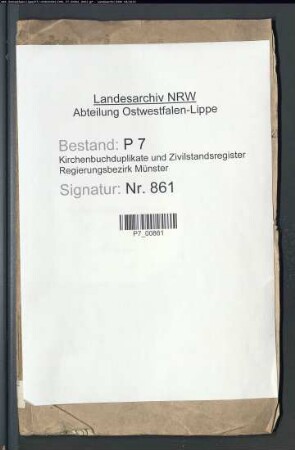 Landesarchiv NRW
Abteilung Ostwestfalen-Lippe
Bestand: P 7
Kirchenbuchduplikate und Zivilstandsregister
Regierungsbezirk Münster
Signatur: Nr. 861
P7_00861